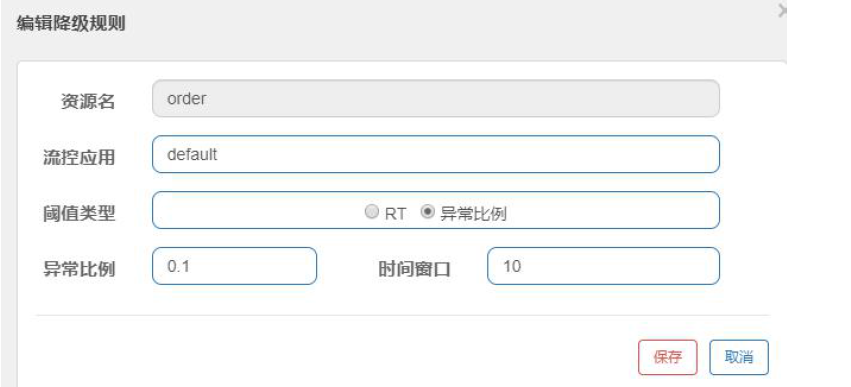 编辑降级规则 ×
资源名 order
流控应用 default
阈值类型 RT 异常比例
异常比例 0.1 时间窗口 10
保存 取消